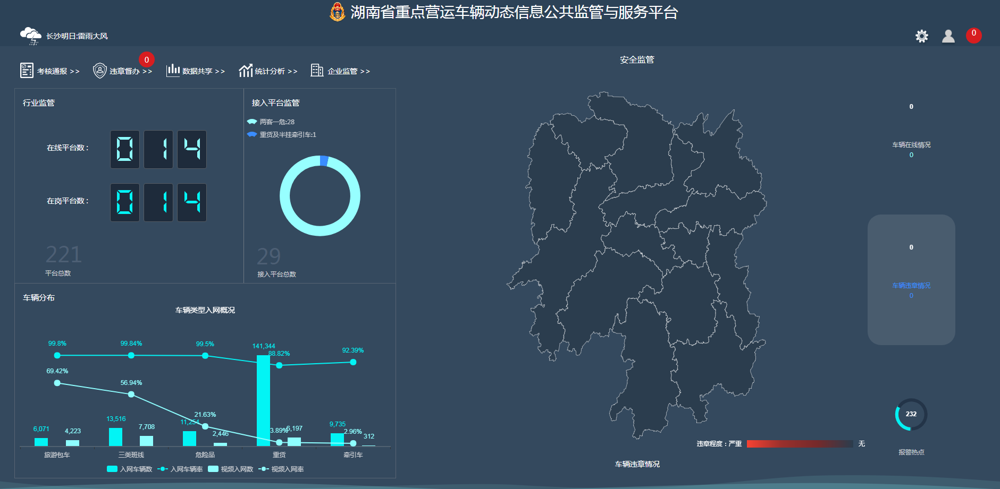 湖南省重点营运车辆动态信息公共监管与服务平台
长沙明日:雷雨大风
0
考核通报 >>
违章督办 >>
0
数据共享 >>
统计分析 >>
企业监管 >>
行业监管
在线平台数：
014
在岗平台数：
014
221
平台总数
接入平台监管
两客一危:28
重货及半挂牵引车:1
29
接入平台总数
车辆分布
车辆类型入网概况
99.8%
99.84%
99.5%
141,344
88.82%
92.39%
69.42%
56.94%
21.63%
3.89%
2.96%
6,071
4,223
13,516
7,708
11,254
2,446
6,197
9,735
312
旅游包车
三类班线
危险品
重货
牵引车
入网车辆数
入网车辆率
视频入网数
视频入网率
安全监管
违章程度：严重
无
车辆违章情况
0
车辆在线情况
0
0
车辆违章情况
0
232
报警热点